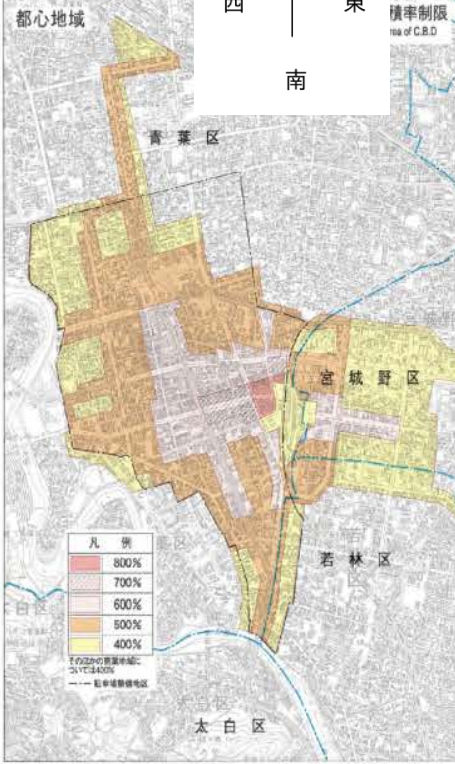 都心地域
西 東
積率制限
rea of C.B.D
南
青葉区
宮城野区
若林区
凡例
800%
700%
600%
500%
400%
その他の商業地域に
ついては400%
駐車場整備地区
太白区